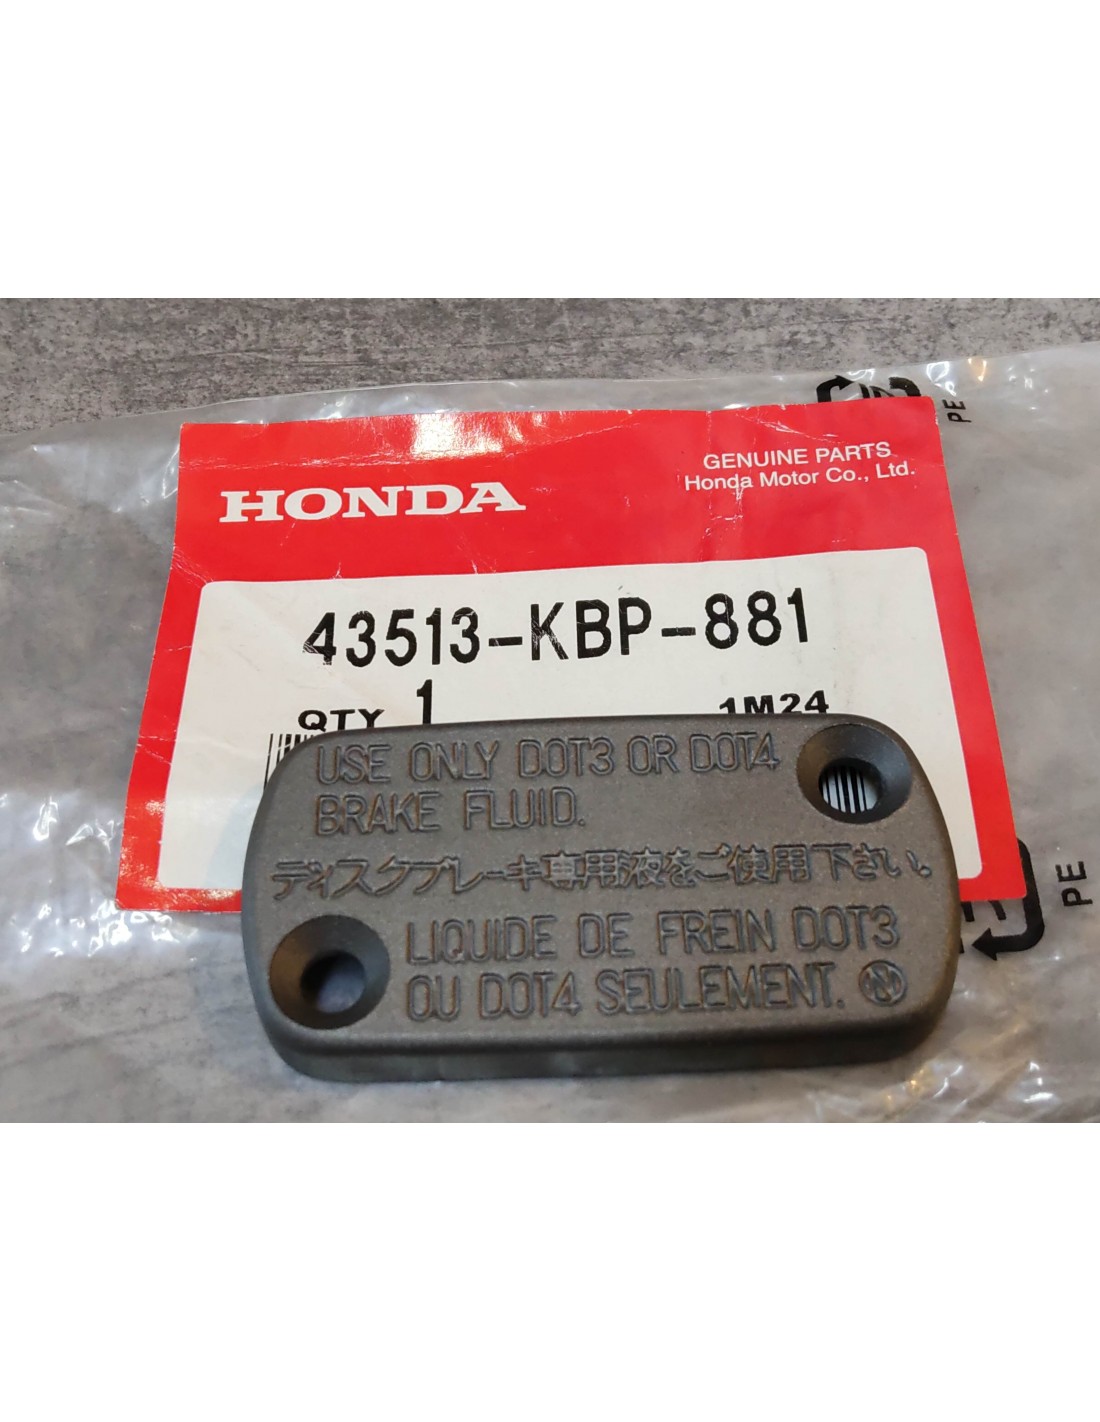 HONDA
GENUINE PARTS
Honda Motor Co., Ltd.
43513-KBP-881
QTY 1 1M24
USE ONLY DOT3 OR DOT4
BRAKE FLUID.
ディスクブレーキ専用液をご使用下さい.
LIQUIDE DE FREIN DOT3
OU DOT4 SEULEMENT. N
PE
PE